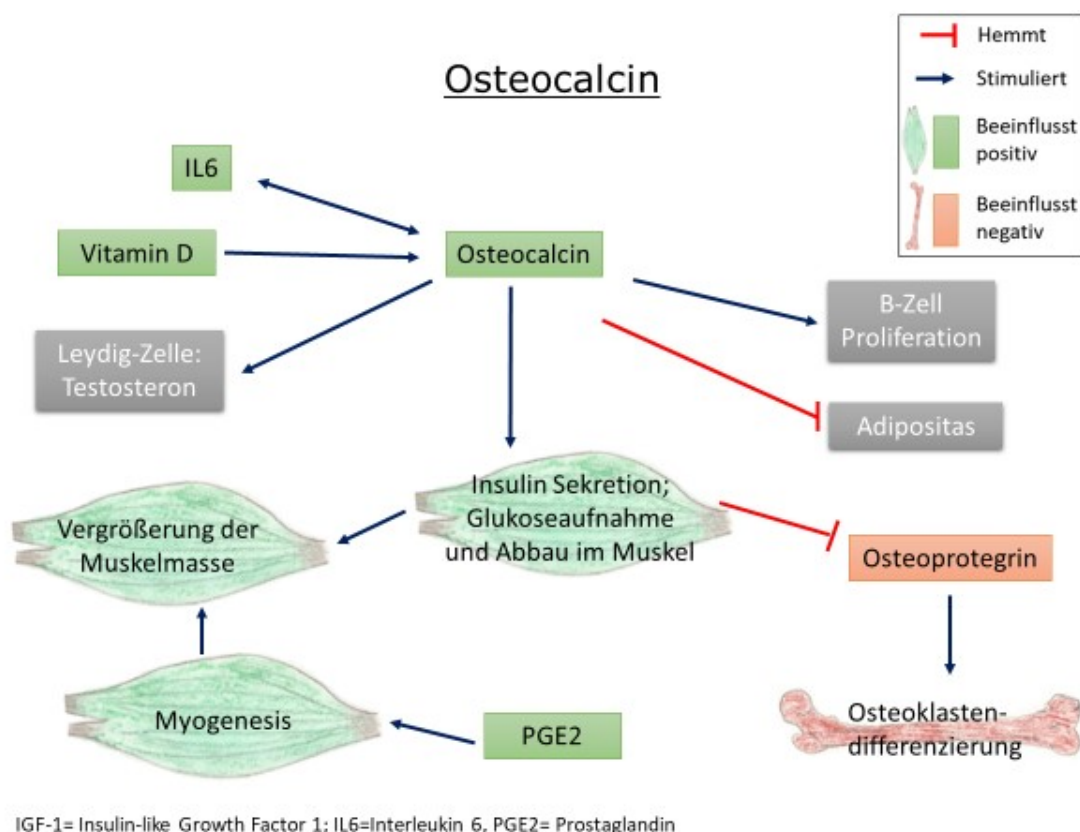 Osteocalcin
Hemmt
Stimuliert
Beeinflusst
positiv
Beeinflusst
negativ
IL6
Vitamin D
Osteocalcin
Leydig-Zelle:
Testosteron
B-Zell
Proliferation
Adipositas
Vergrößerung der
Muskelmasse
Insulin Sekretion;
Glukoseaufnahme
und Abbau im Muskel
Osteoprotegrin
Myogenesis
PGE2
Osteoklasten-
differenzierung
IGF-1= Insulin-like Growth Factor 1; IL6=Interleukin 6, PGE2= Prostaglandin